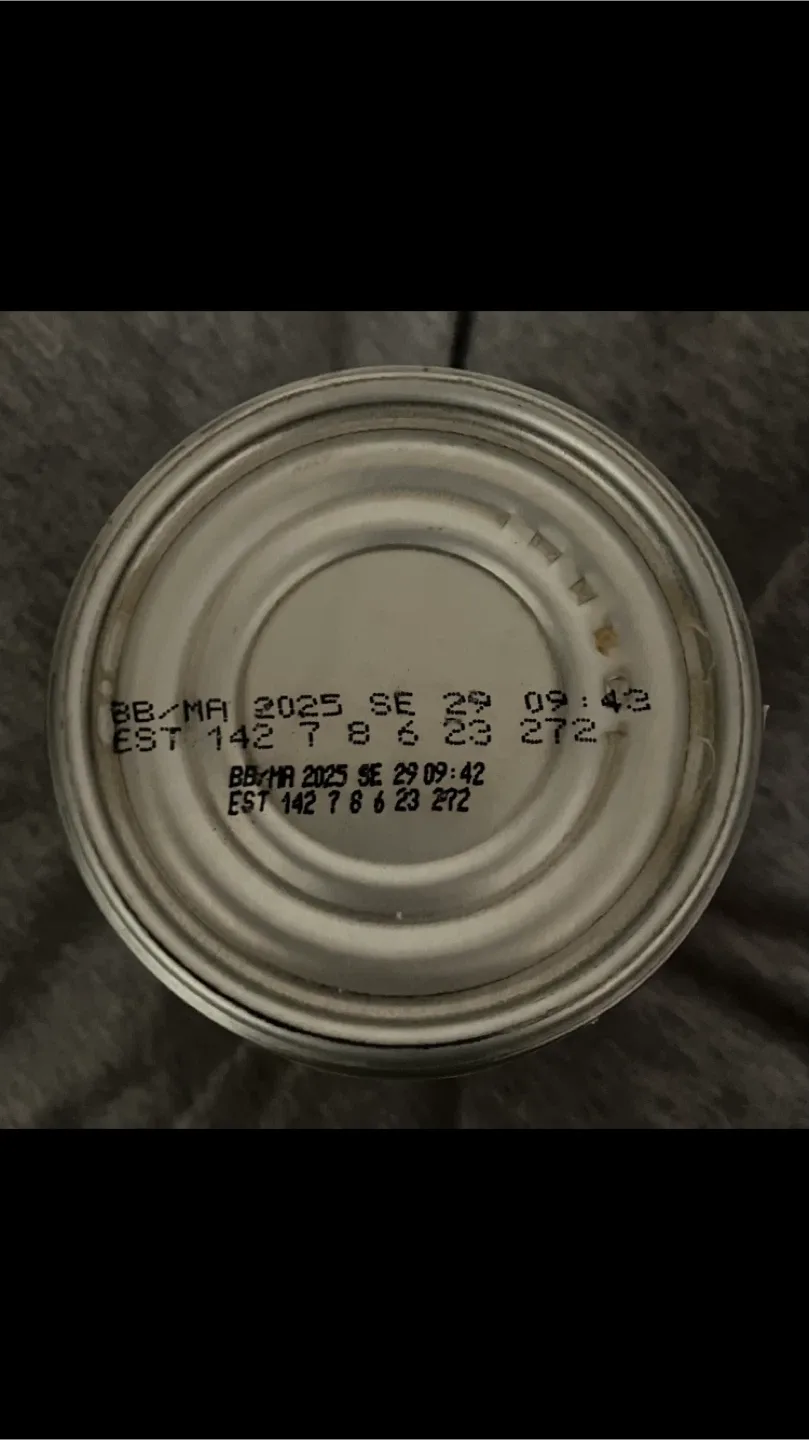 BB/MA 2025 SE 29 09:43
EST 142 7 8 6 23 272
BB/MA 2025 SE 29 09:42
EST 142 7 8 6 23 272